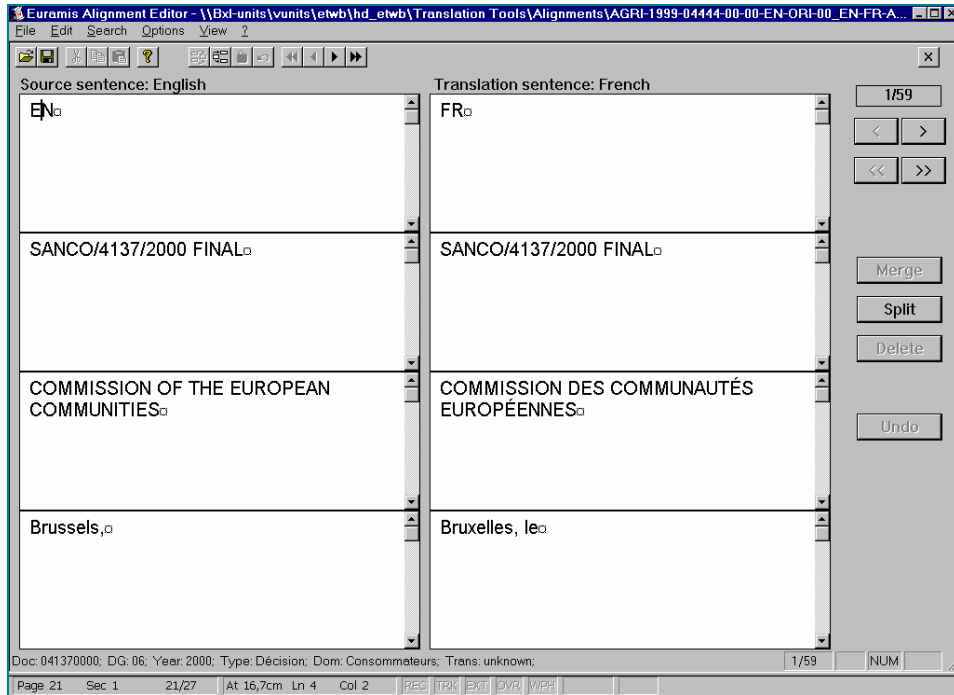 Euramis Alignment Editor - \\Bxl-units\vunits\etwb\hd_etwb\Translation Tools\Alignments\AGRI-1999-04444-00-00-EN-ORI-00_EN-FR-A...
File Edit Search Options View ?
Source sentence: English
Translation sentence: French
1/59
EN¤
FR¤
< >
<< >>
SANCO/4137/2000 FINAL¤
SANCO/4137/2000 FINAL¤
Merge
Split
Delete
COMMISSION OF THE EUROPEAN
COMMUNITIES¤
COMMISSION DES COMMUNAUTÉS
EUROPÉENNES¤
Undo
Brussels,¤
Bruxelles, le¤
Doc: 041370000; DG: 06; Year: 2000; Type: Décision; Dom: Consommateurs; Trans: unknown; 1/59 NUM
Page 21 Sec 1 21/27 At 16,7cm Ln 4 Col 2 REC TRK EXT OVR WPH